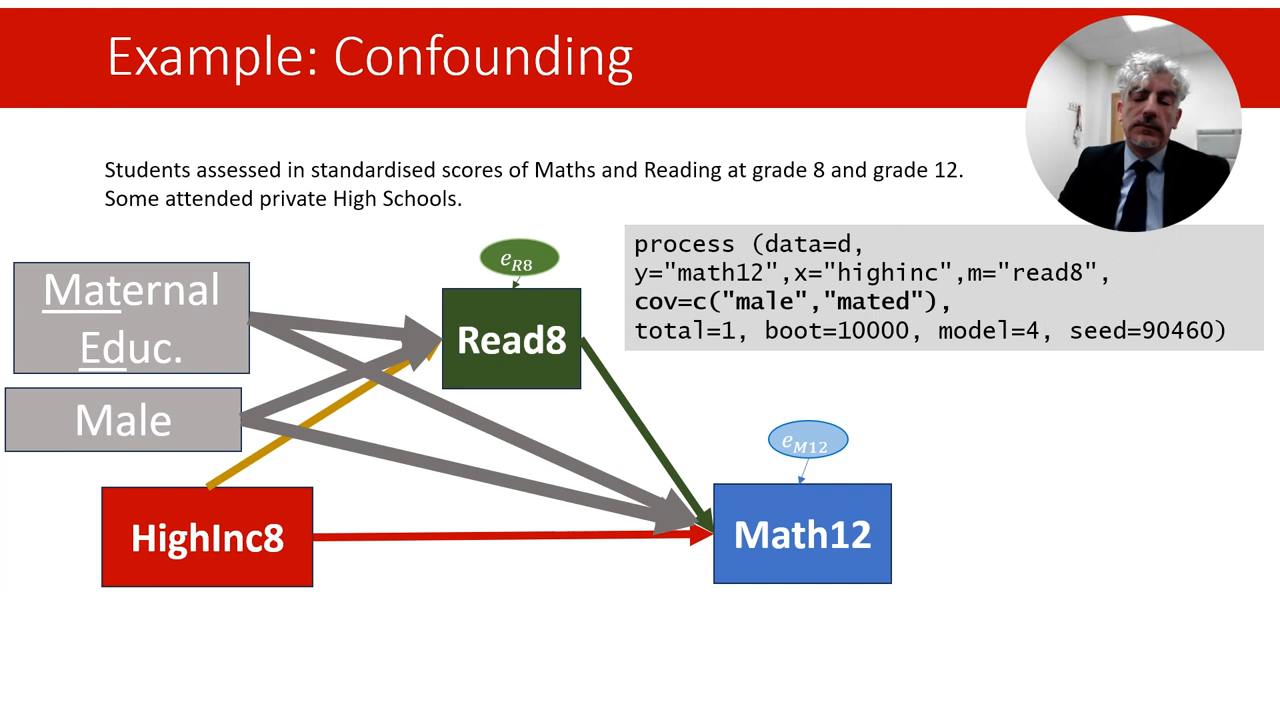 Example: Confounding
Students assessed in standardised scores of Maths and Reading at grade 8 and grade 12.
Some attended private High Schools.
process (data=d,
y="math12",x="highinc",m="read8",
cov=c("male","mated"),
total=1, boot=10000, model=4, seed=90460)
Maternal
Educ.
Male
HighInc8
eR8
Read8
eM12
Math12